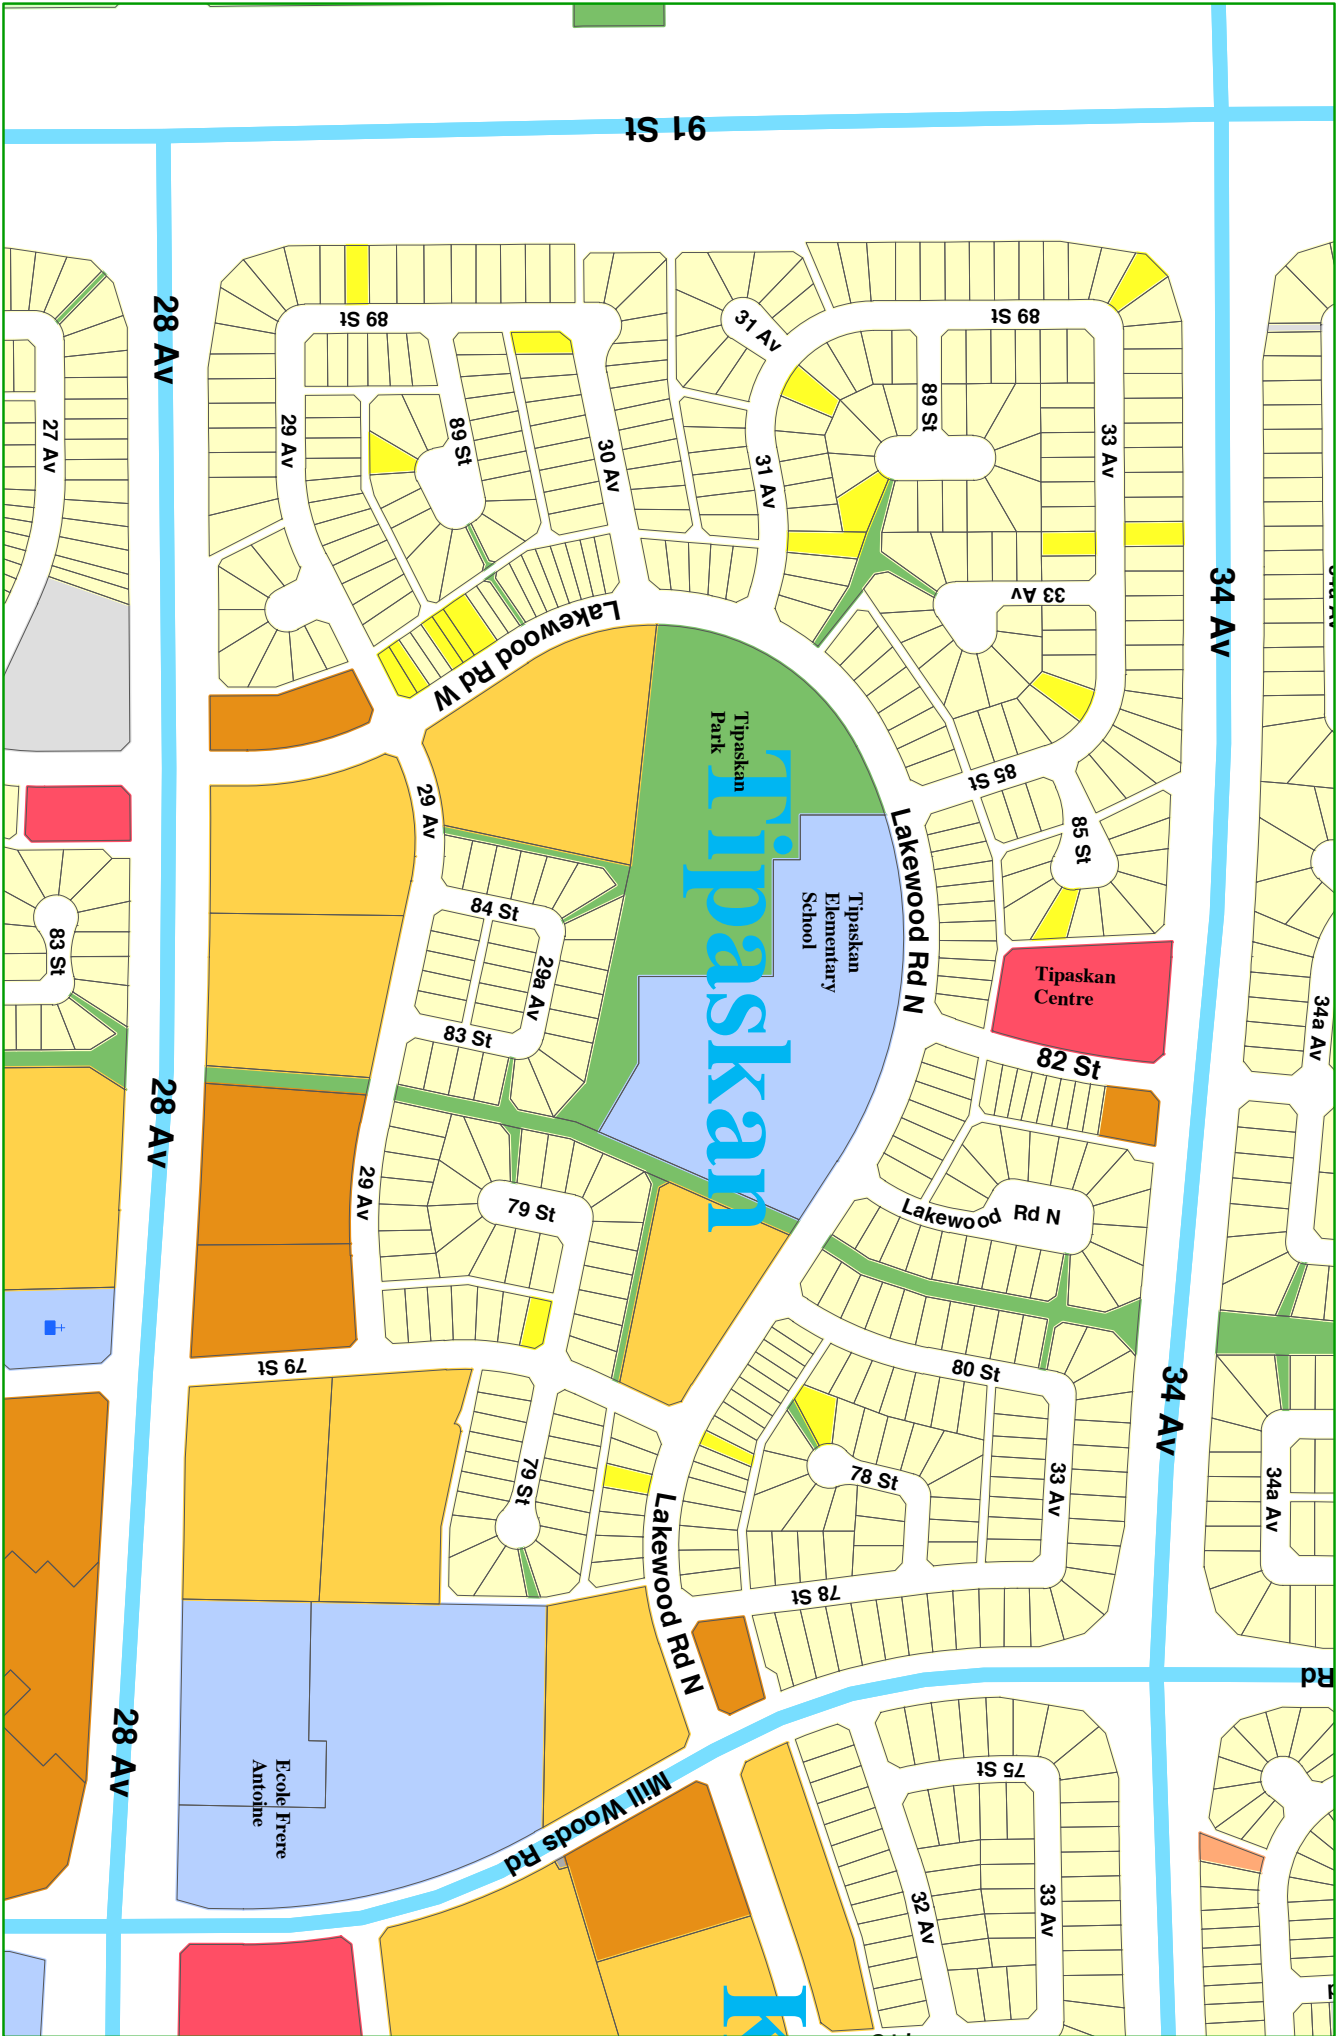 91 St
28 Av
89 St
89 St
31 Av
27 Av
29 Av
89 St
30 Av
31 Av
89 St
33 Av
34 Av
33 Av
Lakewood Rd W
Tipaskan
Park
Tipaskan
85 St
29 Av
Lakewood Rd N
85 St
84 St
Tipaskan
Elementary
School
83 St
29a Av
Tipaskan
Centre
34a Av
83 St
82 St
28 Av
29 Av
79 St
Lakewood Rd N
79 St
80 St
34 Av
79 St
78 St
33 Av
34a Av
Lakewood Rd N
78 St
Rd
28 Av
Ecole Frere
Antoine
Mill Woods Rd
75 St
32 Av
33 Av
K